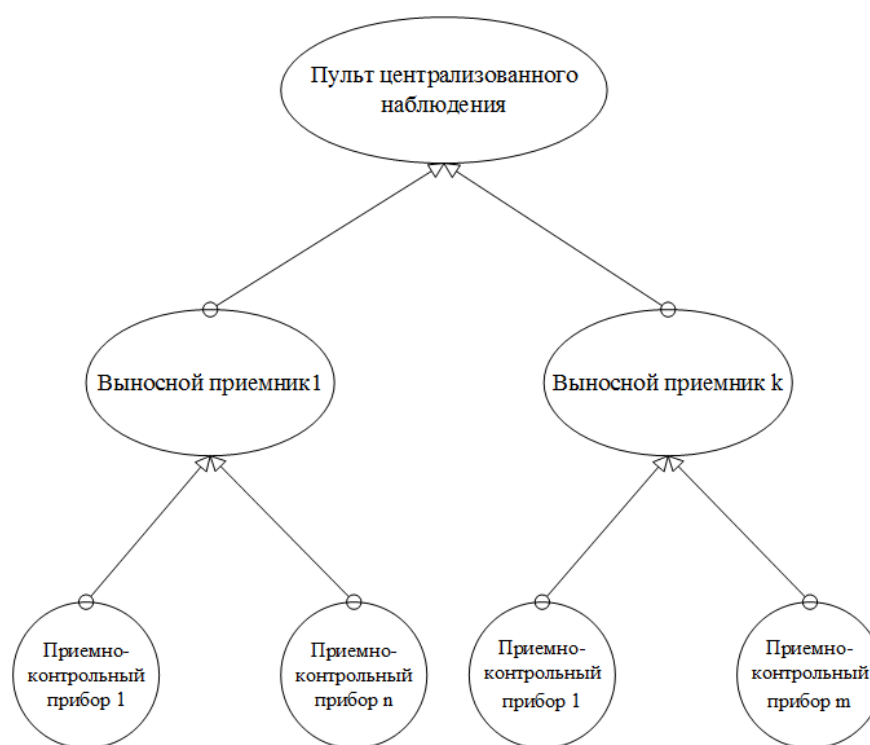 Пульт централизованного
наблюдения
Выносной приемник1
Выносной приемник k
Приемно-
контрольный
прибор 1
Приемно-
контрольный
прибор n
Приемно-
контрольный
прибор 1
Приемно-
контрольный
прибор m